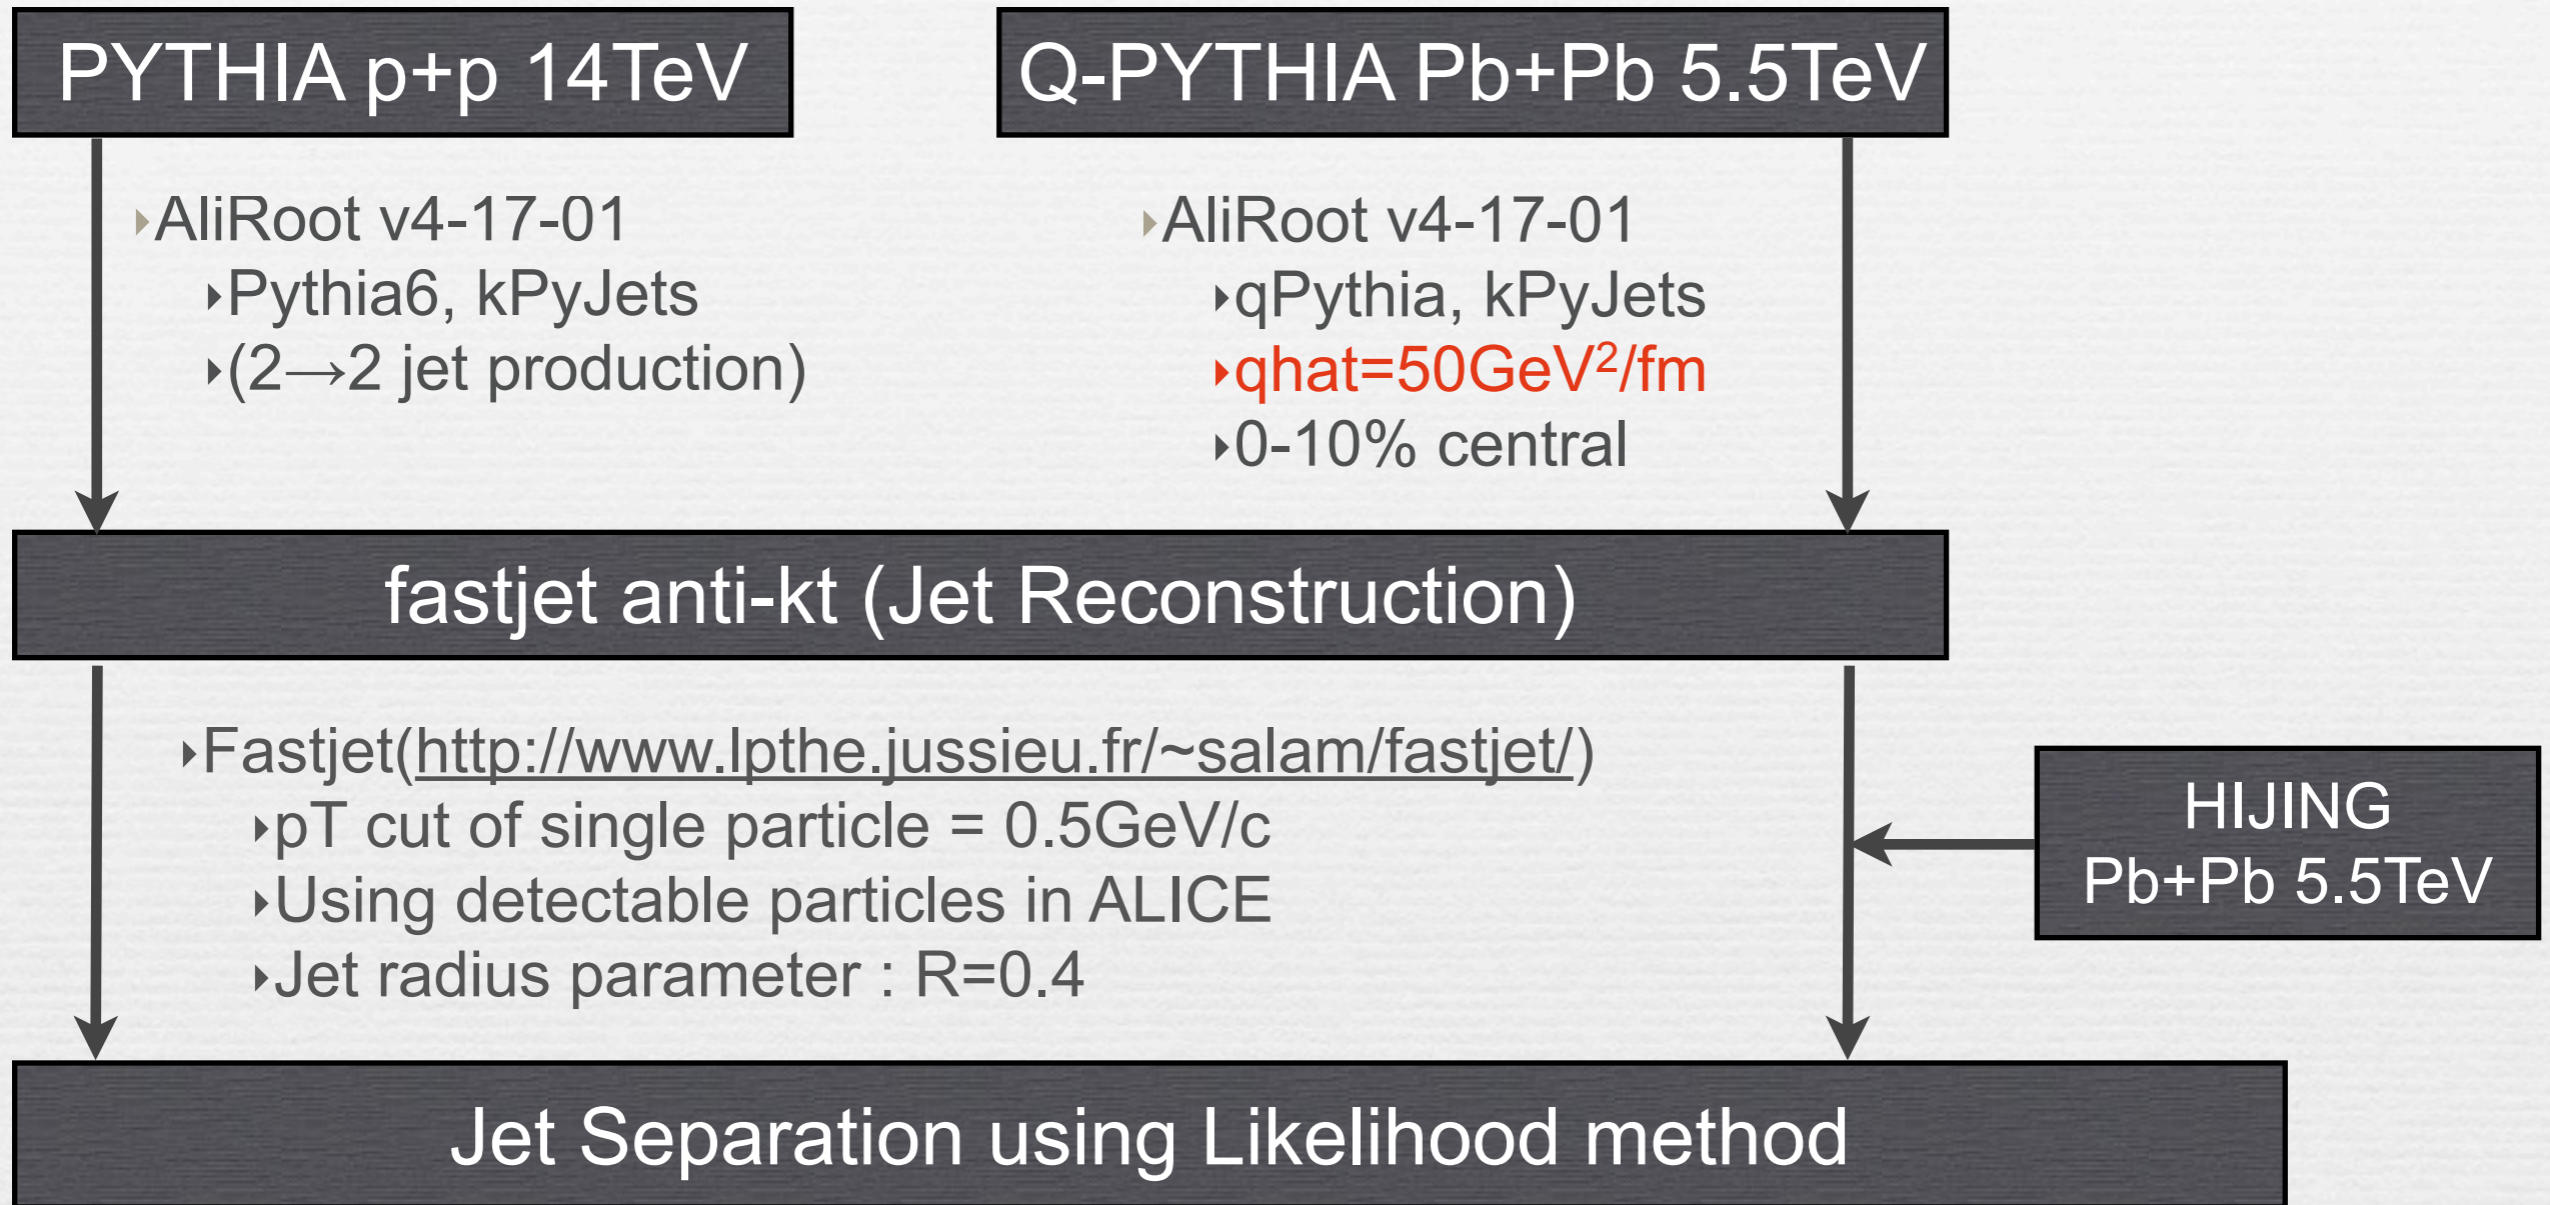 PYTHIA p+p 14TeV
Q-PYTHIA Pb+Pb 5.5TeV
‣AliRoot v4-17-01
‣Pythia6, kPyJets
‣(2→2 jet production)
‣AliRoot v4-17-01
‣qPythia, kPyJets
‣qhat=50GeV²/fm
‣0-10% central
fastjet anti-kt (Jet Reconstruction)
‣Fastjet(http://www.lpthe.jussieu.fr/~salam/fastjet/)
‣pT cut of single particle = 0.5GeV/c
‣Using detectable particles in ALICE
‣Jet radius parameter : R=0.4
HIJING
Pb+Pb 5.5TeV
Jet Separation using Likelihood method